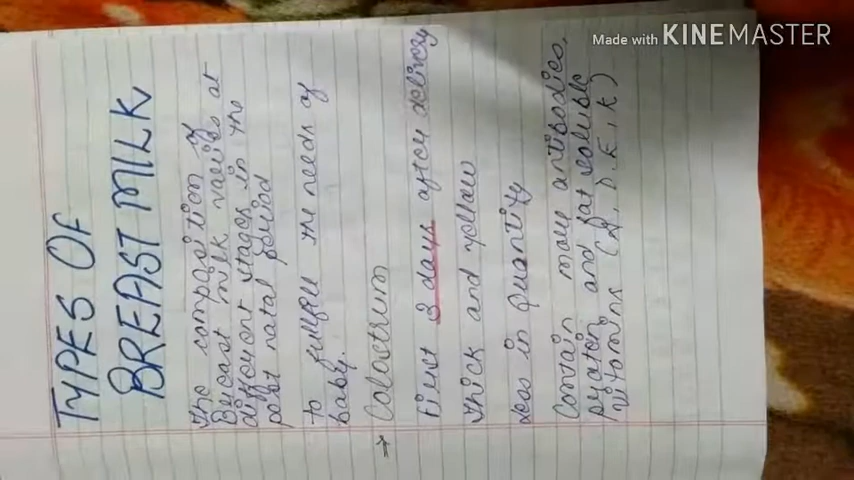 Made with KINEMASTER
TYPES OF
BREAST MILK
The composition of
Breast milk varies at
different stages in the
post natal period
to fulfill the needs of
baby.
→ Colostrum
First 3 days after delivery
Thick and yellow
Less in quantity
Contain more antibodies,
protein and fat soluble
vitamins (A, D, E, K)